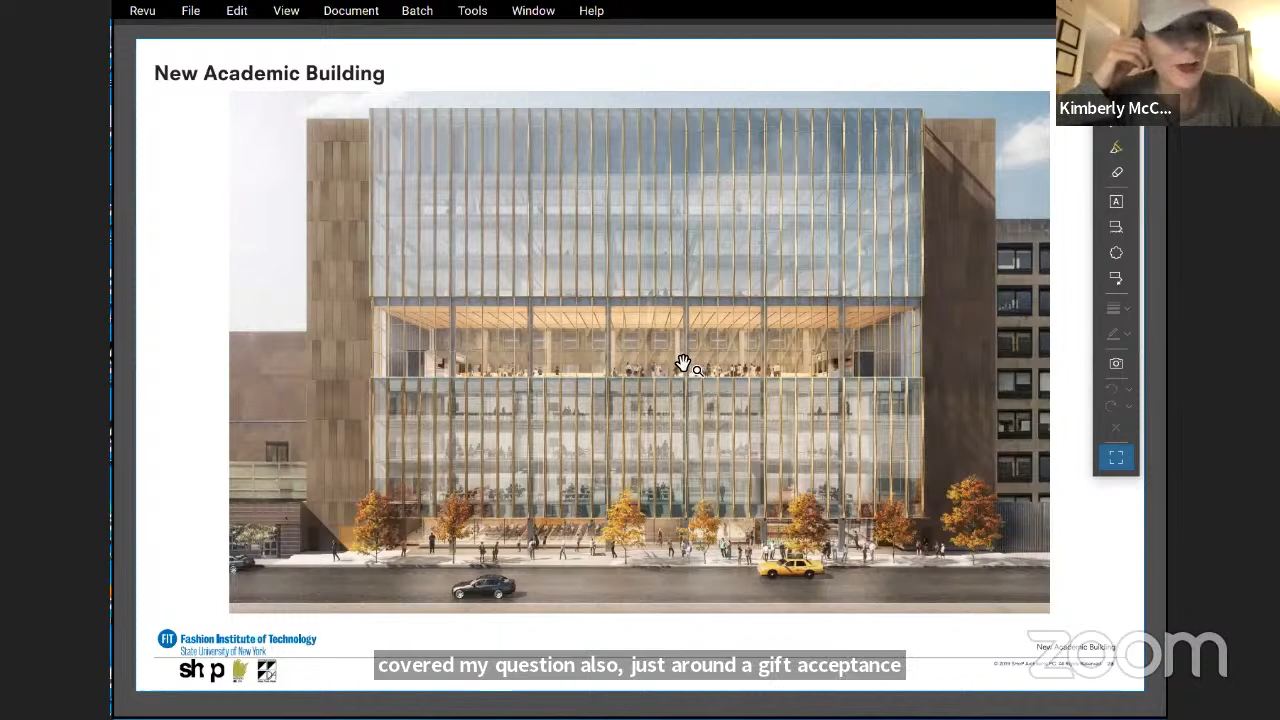 Revu File Edit View Document Batch Tools Window Help
New Academic Building
Kimberly McC...
A
FIT Fashion Institute of Technology
State University of New York
shop
covered my question also, just around a gift acceptance
New Academic Building
zoom